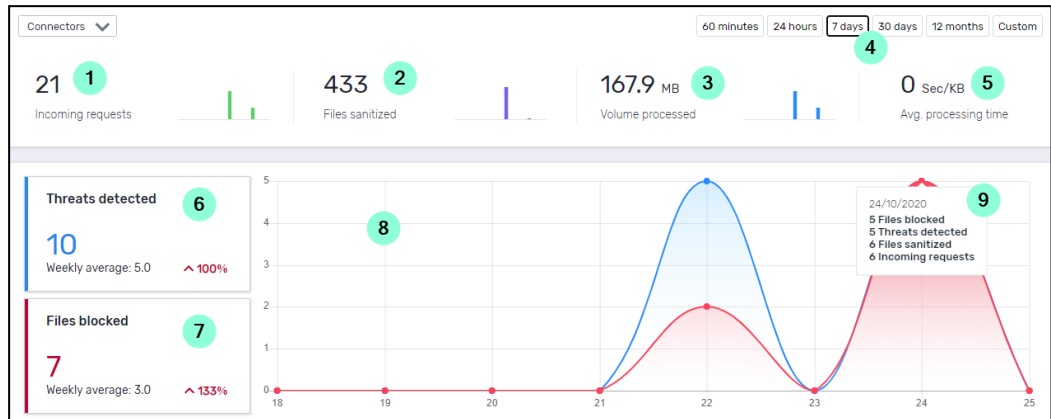 Connectors
60 minutes 24 hours 7 days 30 days 12 months Custom
4
21 1
Incoming requests
433 2
Files sanitized
167.9 MB 3
Volume processed
0 Sec/KB 5
Avg. processing time
Threats detected
6
10
Weekly average: 5.0 100%
Files blocked
7
7
Weekly average: 3.0 133%
5
4
3
2
1
0
8
9
24/10/2020
5 Files blocked
5 Threats detected
6 Files sanitized
6 Incoming requests
18 19 20 21 22 23 24 25